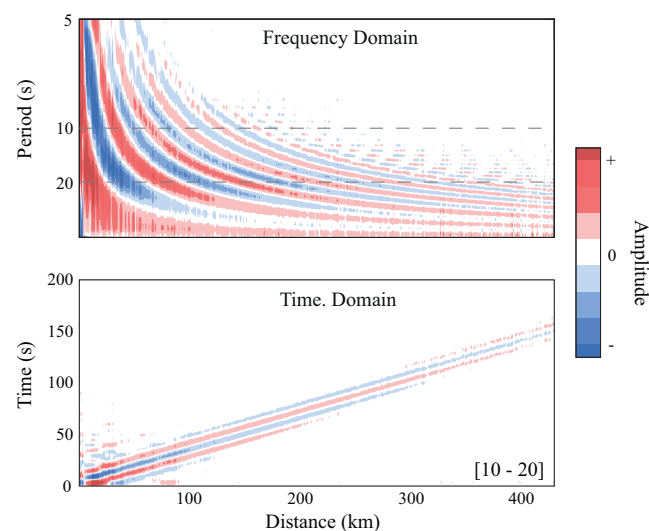 5
Frequency Domain
Period (s)
10
20
+
0
-
Amplitude
200
Time. Domain
150
Time (s)
100
50
0
[10 - 20]
100
200
300
400
Distance (km)